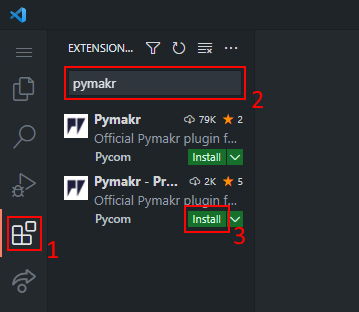 EXTENSION... ...
pymakr
2
Pymakr 79K ★ 2
Official Pymakr plugin f...
Pycom Install
Pymakr - Pr... 2K ★ 5
Official Pymakr plugin f...
Pycom Install
1
3